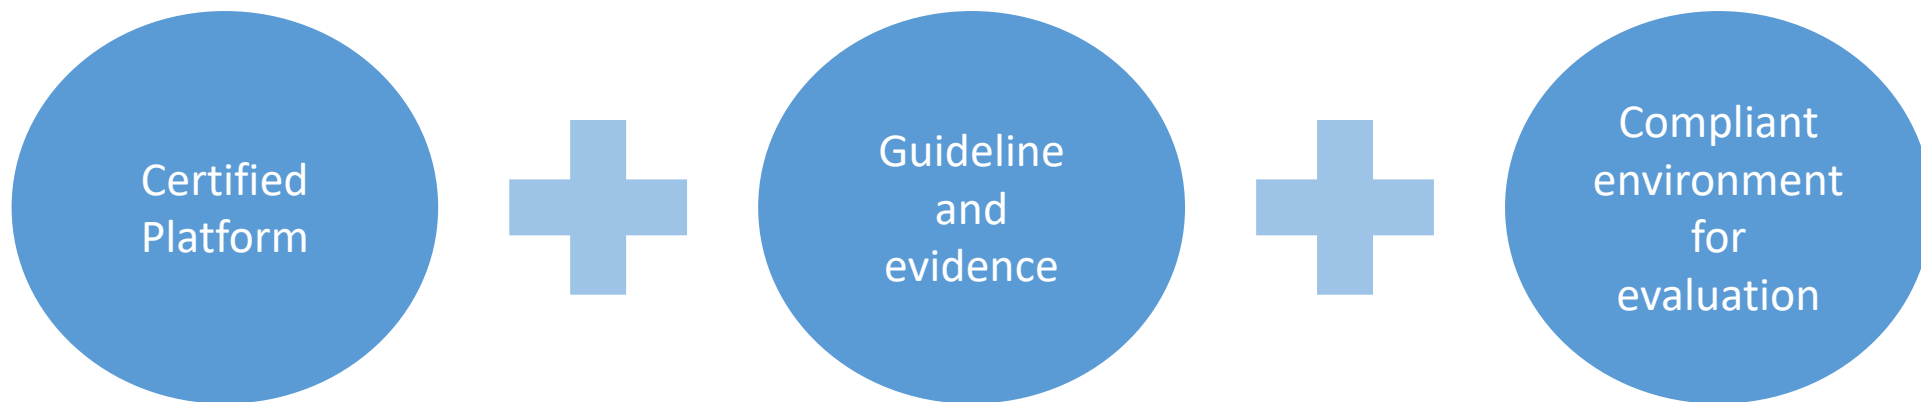 Certified
Platform
Guideline
and
evidence
Compliant
environment
for
evaluation